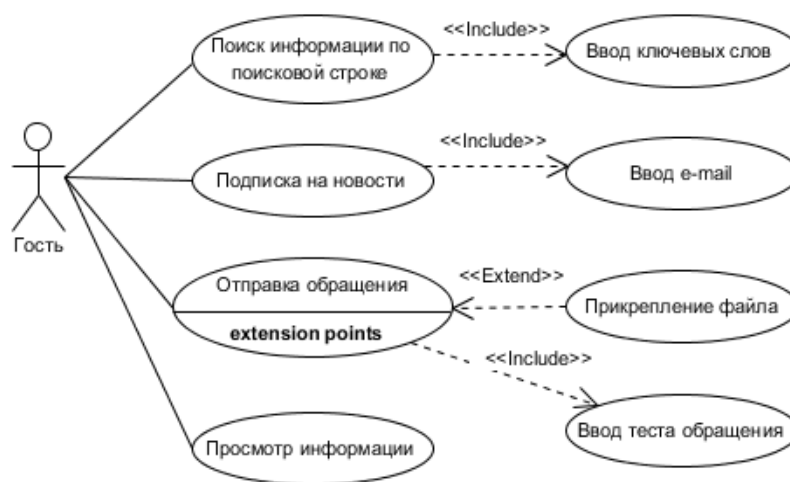 Поиск информации по
поисковой строке
<<Include>>
Ввод ключевых слов
Гость
Подписка на новости
<<Include>>
Ввод e-mail
Отправка обращения
extension points
<<Extend>>
Прикрепление файла
<<Include>>
Ввод теста обращения
Просмотр информации